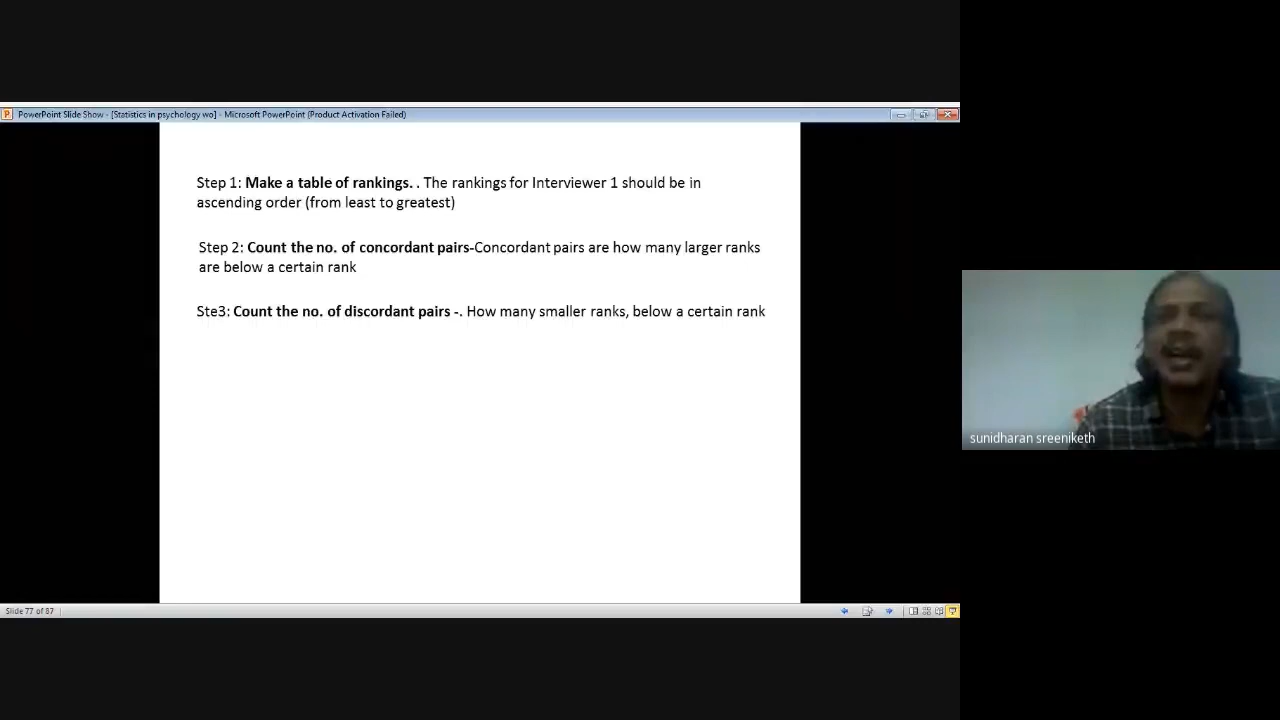 PowerPoint Slide Show - [Statistics in psychology wo] - Microsoft PowerPoint (Product Activation Failed)
Step 1: Make a table of rankings. . The rankings for Interviewer 1 should be in
ascending order (from least to greatest)
Step 2: Count the no. of concordant pairs-Concordant pairs are how many larger ranks
are below a certain rank
Ste3: Count the no. of discordant pairs -. How many smaller ranks, below a certain rank
sunidharan sreeniketh
Slide 77 of 87